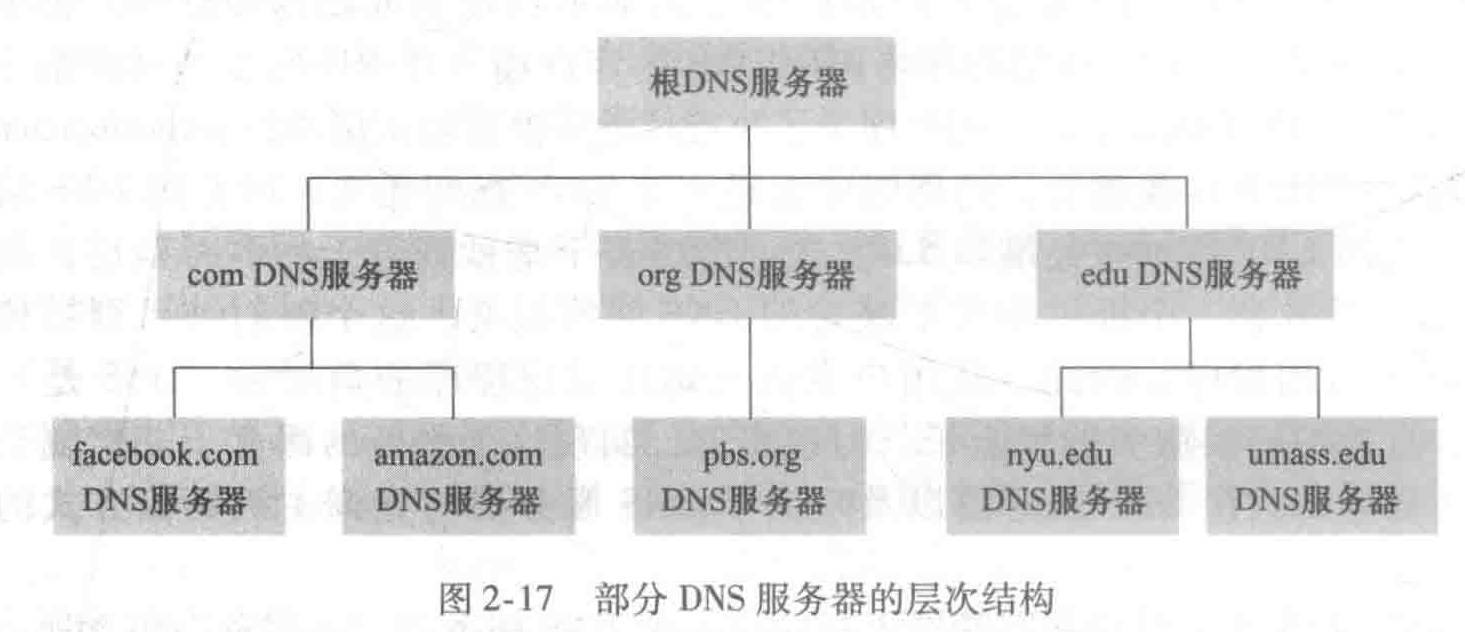 根DNS服务器
com DNS服务器
org DNS服务器
edu DNS服务器
facebook.com
DNS服务器
amazon.com
DNS服务器
pbs.org
DNS服务器
nyu.edu
DNS服务器
umass.edu
DNS服务器
图 2-17 部分 DNS 服务器的层次结构